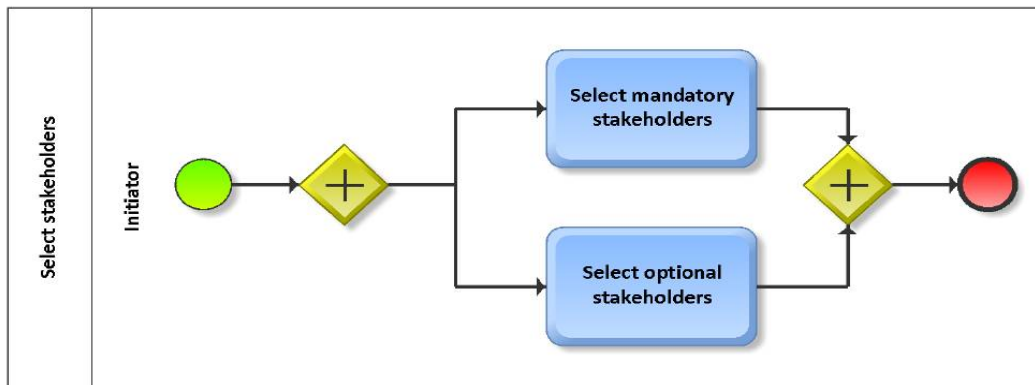 Select stakeholders
Initiator
Select mandatory
stakeholders
Select optional
stakeholders